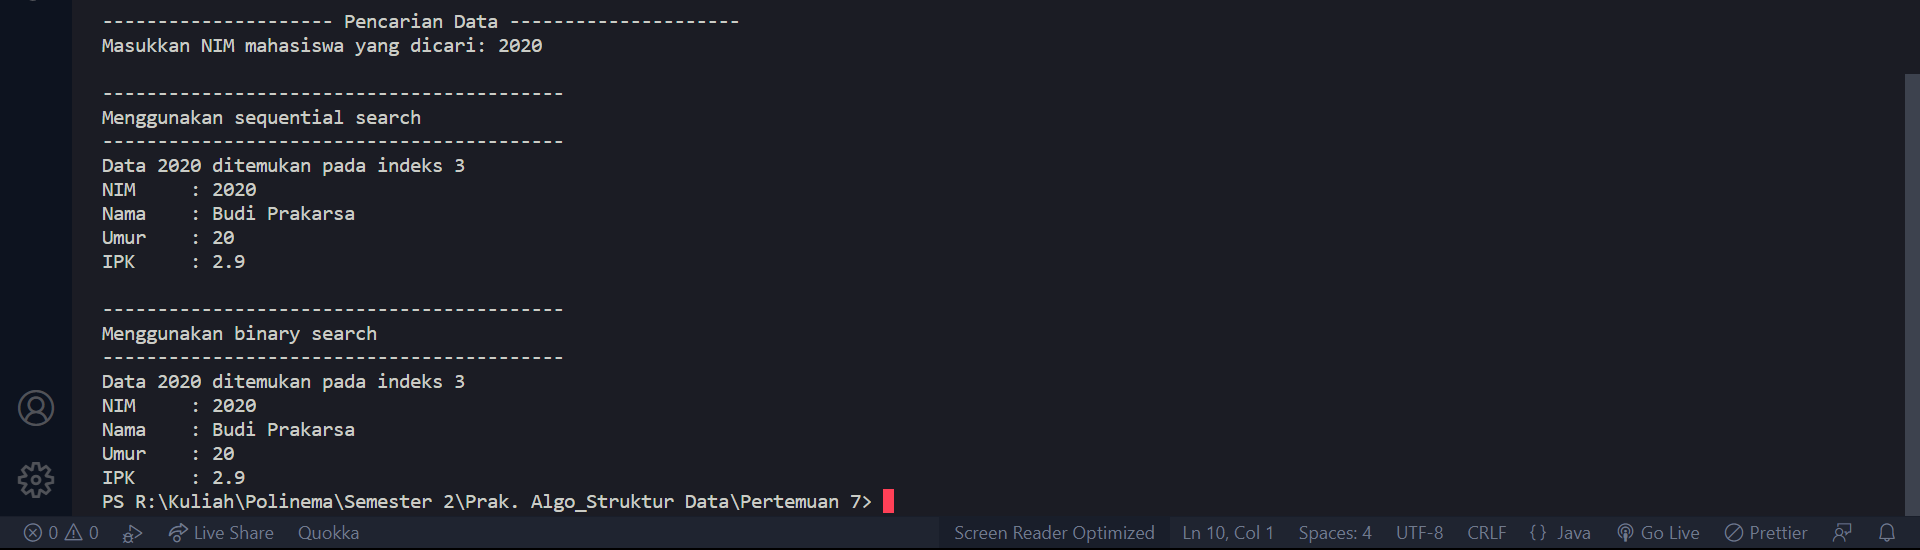 --------------------- Pencarian Data ---------------------
Masukkan NIM mahasiswa yang dicari: 2020
------------------------------------------
Menggunakan sequential search
------------------------------------------
Data 2020 ditemukan pada indeks 3
NIM     : 2020
Nama    : Budi Prakarsa
Umur    : 20
IPK     : 2.9
------------------------------------------
Menggunakan binary search
------------------------------------------
Data 2020 ditemukan pada indeks 3
NIM     : 2020
Nama    : Budi Prakarsa
Umur    : 20
IPK     : 2.9
PS R:\Kuliah\Polinema\Semester 2\Prak. Algo_Struktur Data\Pertemuan 7>
0 0 Live Share Quokka Screen Reader Optimized Ln 10, Col 1 Spaces: 4 UTF-8 CRLF {} Java Go Live Prettier